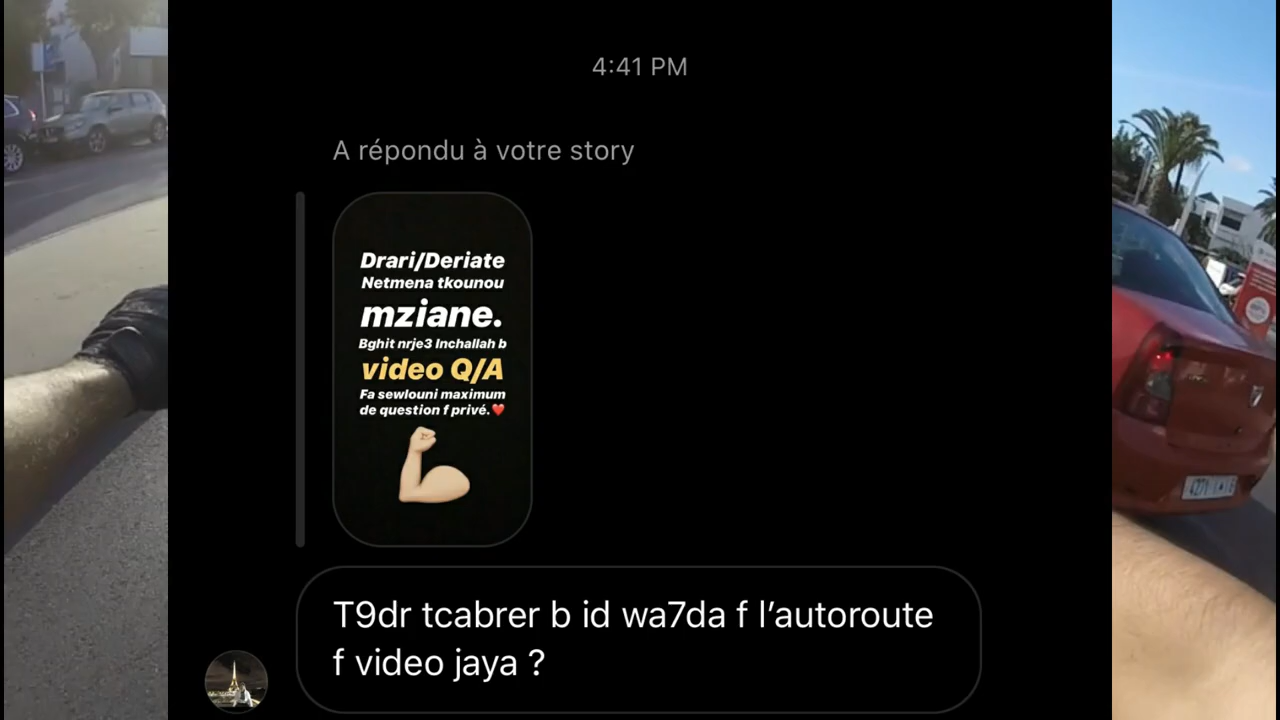 4:41 PM
A répondu à votre story
Drari/Deriate
Netmena tkounou
mziane.
Bghit nrje3 Inchallah b
video Q/A
Fa sewlouni maximum
de question f privé.❤️
T9dr tcabrer b id wa7da f l’autoroute
f video jaya ?